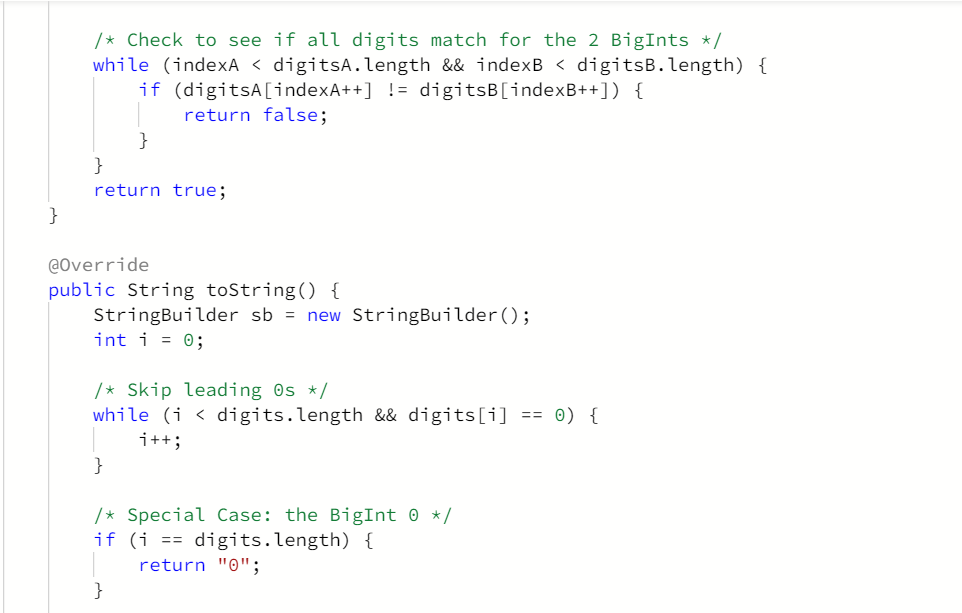 /* Check to see if all digits match for the 2 BigInts */
while (indexA < digitsA.length && indexB < digitsB.length) {
if (digitsA[indexA++] != digitsB[indexB++]) {
return false;
}
}
return true;
}
@Override
public String toString() {
StringBuilder sb = new StringBuilder();
int i = 0;
/* Skip leading 0s */
while (i < digits.length && digits[i] == 0) {
i++;
}
/* Special Case: the BigInt 0 */
if (i == digits.length) {
return "0";
}